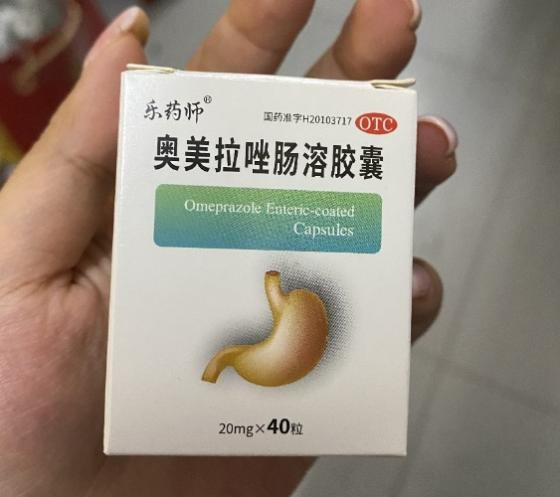 乐药师®
国药准字H20103717 OTC
奥美拉唑肠溶胶囊
Omeprazole Enteric-coated
Capsules
20mg×40粒